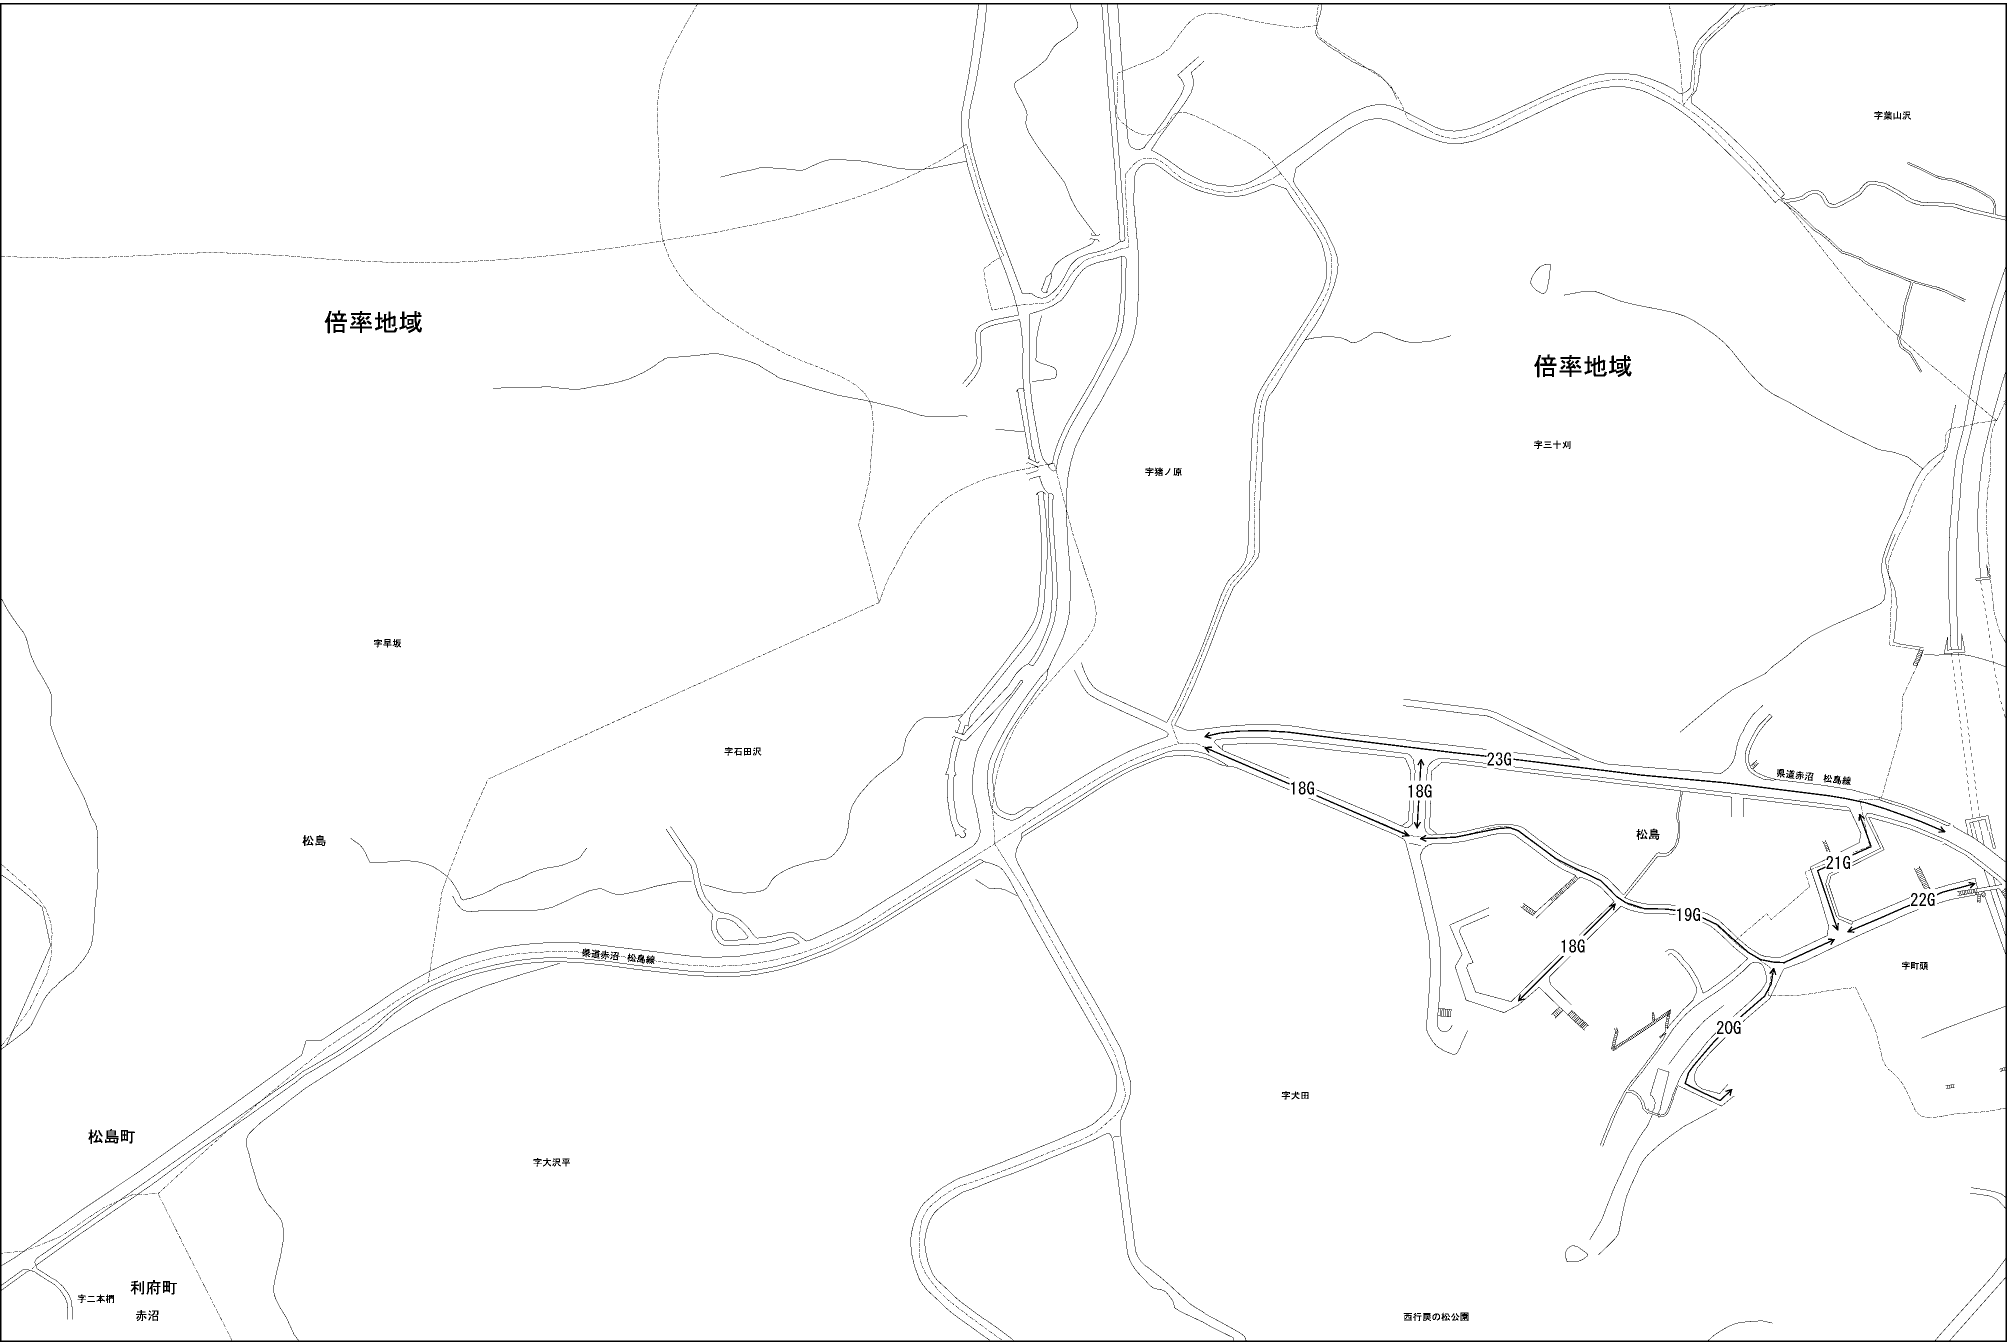 字葉山沢
倍率地域
倍率地域
字三十刈
字猪ノ原
字早坂
字石田沢
23G
県道赤沼 松島線
18G
18G
松島
松島
21G
22G
19G
18G
県道赤沼 松島線
字町頭
20G
字犬田
松島町
字大沢平
利府町
字二本椚
赤沼
西行戻の松公園